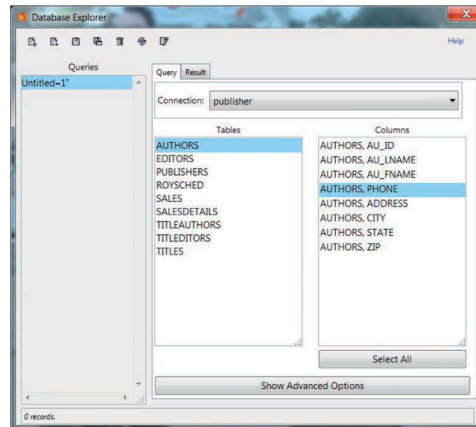 Database Explorer
Help
Queries
Untitled-1*
Query Result
Connection: publisher
Tables
AUTHORS
EDITORS
PUBLISHERS
ROYSCHED
SALES
SALESDETAILS
TITLEAUTHORS
TITLEDITORS
TITLES
Columns
AUTHORS, AU_ID
AUTHORS, AU_LNAME
AUTHORS, AU_FNAME
AUTHORS, PHONE
AUTHORS, ADDRESS
AUTHORS, CITY
AUTHORS, STATE
AUTHORS, ZIP
Select All
Show Advanced Options
0 records.